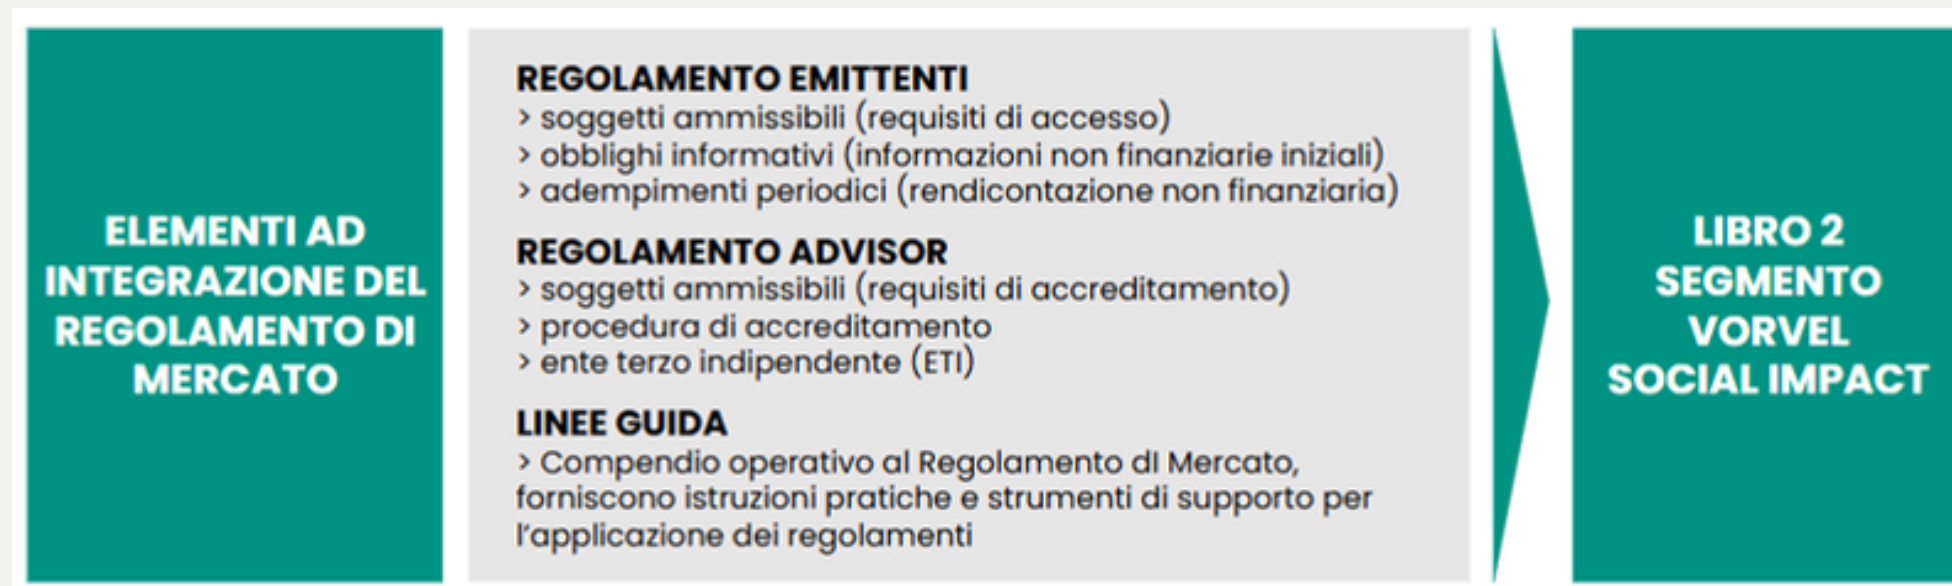 ELEMENTI AD
INTEGRAZIONE DEL
REGOLAMENTO DI
MERCATO
REGOLAMENTO EMITTENTI
> soggetti ammissibili (requisiti di accesso)
> obblighi informativi (informazioni non finanziarie iniziali)
> adempimenti periodici (rendicontazione non finanziaria)
REGOLAMENTO ADVISOR
> soggetti ammissibili (requisiti di accreditamento)
> procedura di accreditamento
> ente terzo indipendente (ETI)
LINEE GUIDA
> Compendio operativo al Regolamento dI Mercato,
forniscono istruzioni pratiche e strumenti di supporto per
l'applicazione dei regolamenti
LIBRO 2
SEGMENTO
VORVEL
SOCIAL IMPACT